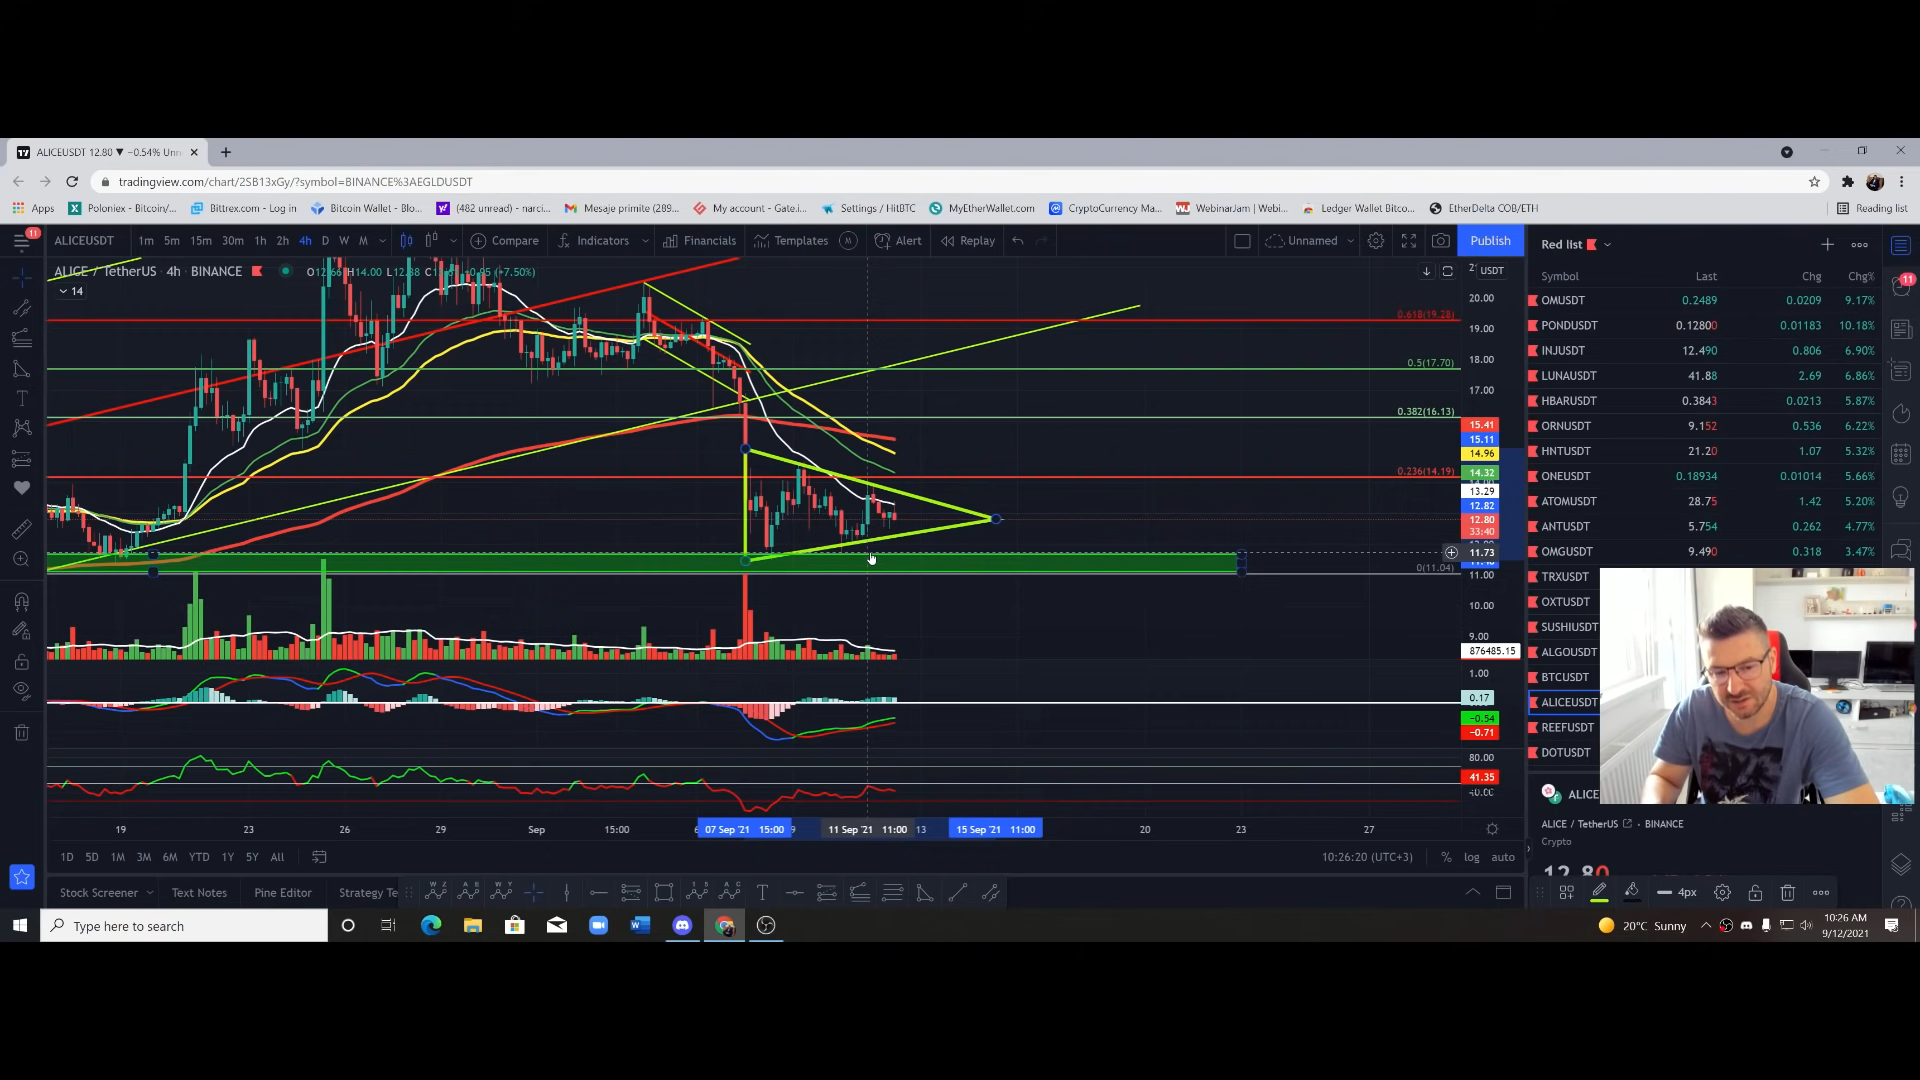 ALICEUSDT 12.80 ▼ −0.54% Unn
tradingview.com/chart/2SB13xGy/?symbol=BINANCE%3AEGLDUSDT
Apps Poloniex - Bitcoin/... Bittrex.com - Log in Bitcoin Wallet - Blo... (482 unread) - narci... Mesaje primite (289... My account - Gate.i... Settings / HitBTC MyEtherWallet.com CryptoCurrency Ma... WebinarJam | Webi... Ledger Wallet Bitco... EtherDelta COB/ETH Reading list
11 ALICEUSDT 1m 5m 15m 30m 1h 2h 4h D W M Compare Indicators Financials Templates M Alert Replay Unnamed Publish
Red list
ALICE / TetherUS · 4h · BINANCE
14
USDT
Symbol Last Chg Chg%
OMUSDT 0.2489 0.0209 9.17%
PONDUSDT 0.12800 0.01183 10.18%
INJUSDT 12.490 0.806 6.90%
LUNAUSDT 41.88 2.69 6.86%
HBARUSDT 0.3843 0.0213 5.87%
ORNUSDT 9.152 0.536 6.22%
HNTUSDT 21.20 1.07 5.32%
ONEUSDT 0.18934 0.01014 5.66%
ATOMUSDT 28.75 1.42 5.20%
ANTUSDT 5.754 0.262 4.77%
OMGUSDT 9.490 0.318 3.47%
TRXUSDT
OXTUSDT
SUSHIUSDT
ALGOUSDT
BTCUSDT
ALICEUSDT
REEFUSDT
DOTUSDT
11
20.00
0.618(19.28)
19.00
0.5(17.70)
18.00
17.00
0.382(16.13)
15.41
15.11
14.96
0.236(14.19)
14.32
13.29
12.82
12.80
33:40
11.73
0(11.04)
11.00
10.00
9.00
876485.15
1.00
0.17
−0.54
−0.71
80.00
41.35
19 23 26 29 Sep 15:00 07 Sep '21 15:00 11 Sep '21 11:00 13 15 Sep '21 11:00 20 23 27
ALICE
ALICE / TetherUS · BINANCE
Crypto
1D 5D 1M 3M 6M YTD 1Y 5Y All 10:26:20 (UTC+3) % log auto
Stock Screener Text Notes Pine Editor Strategy Te 4px
Type here to search
20°C Sunny
10:26 AM
9/12/2021